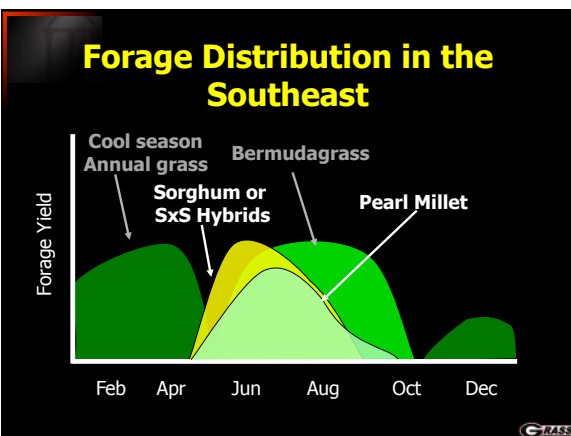 Forage Distribution in the
Southeast
Cool season
Annual grass
Bermudagrass
Sorghum or
SxS Hybrids
Pearl Millet
Forage Yield
Feb Apr Jun Aug Oct Dec
GRASS